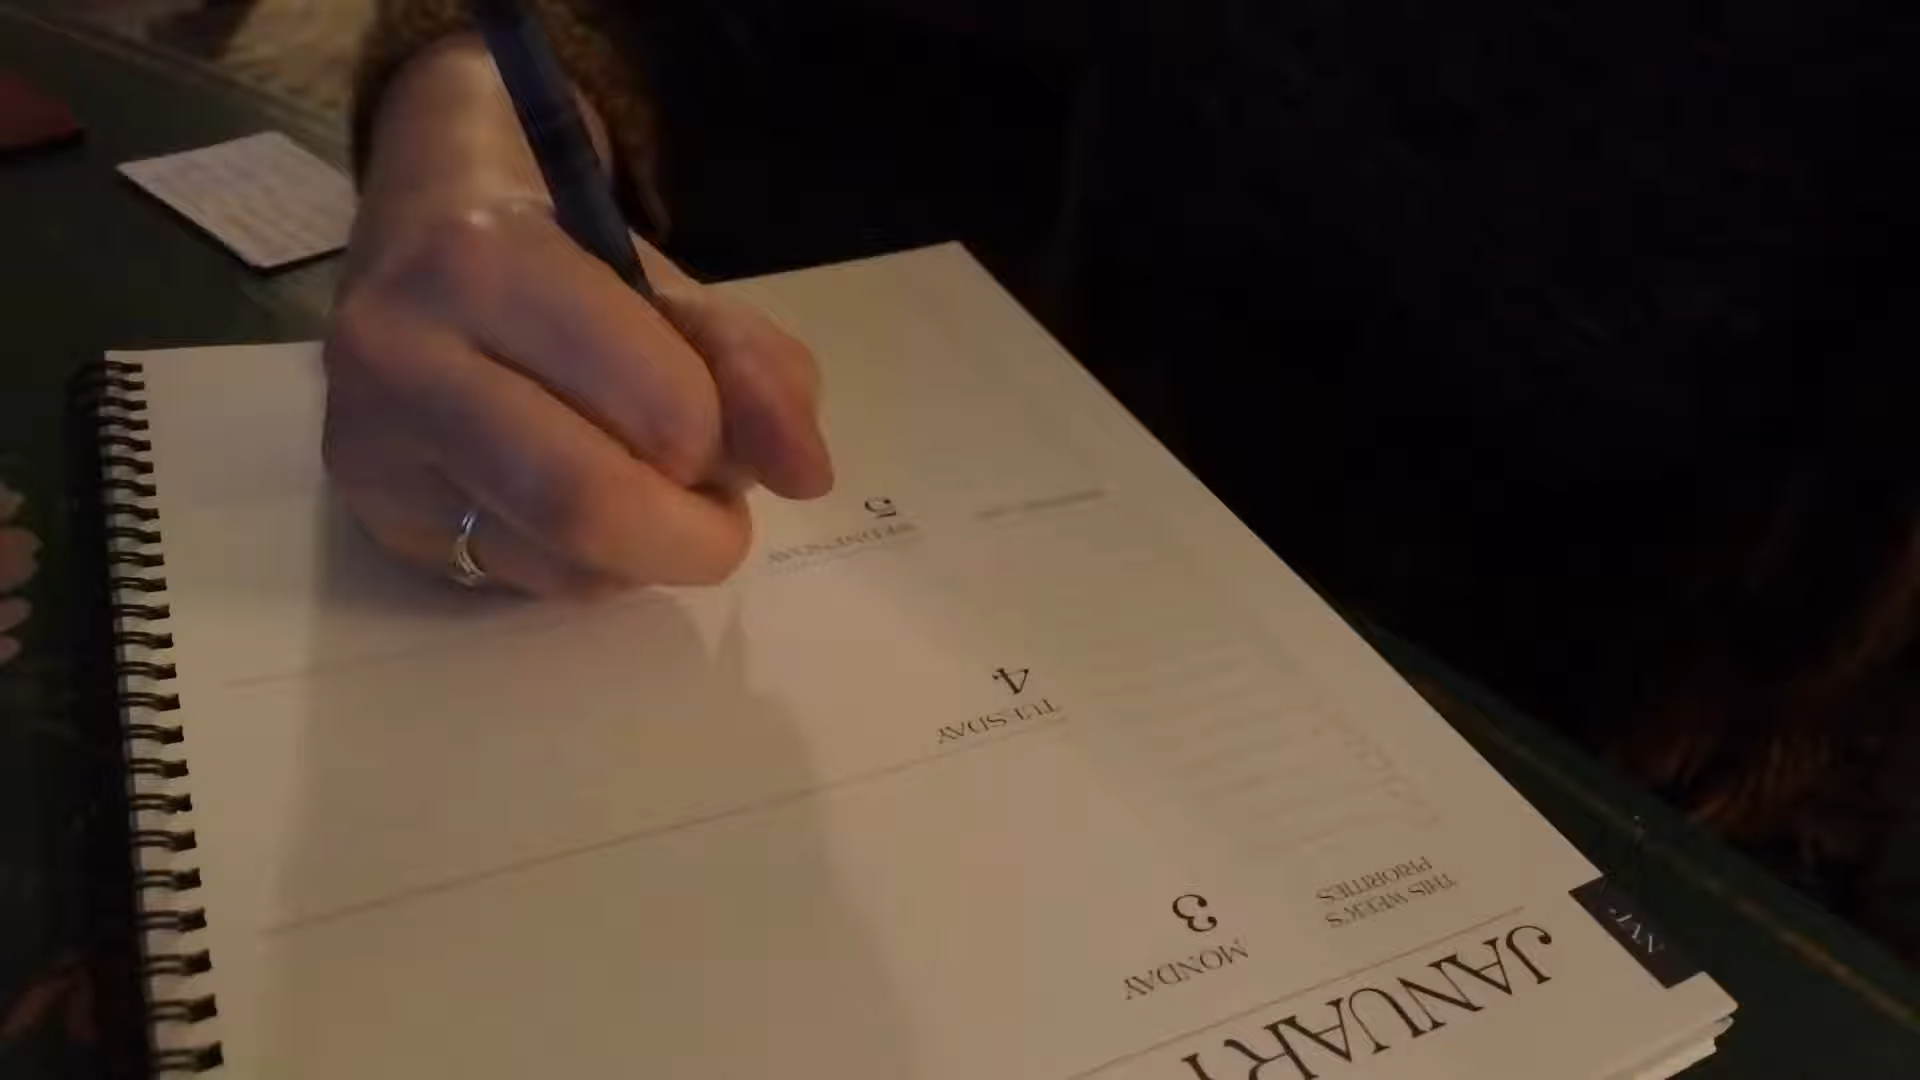 JANUARY
THIS WEEK'S
PRIORITIES
MONDAY
3
TUESDAY
4
WEDNESDAY
5